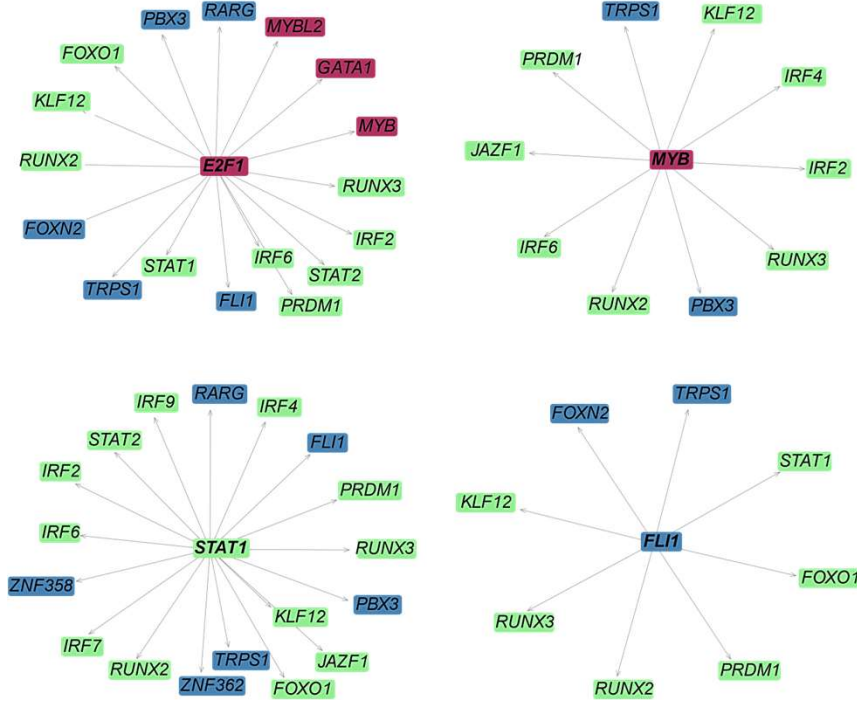 PBX3
RARG
MYBL2
FOXO1
GATA1
KLF12
MYB
RUNX2
E2F1
RUNX3
FOXN2
IRF2
STAT1
IRF6
STAT2
TRPS1
FLI1
PRDM1
TRPS1
KLF12
PRDM1
IRF4
JAZF1
MYB
IRF2
IRF6
RUNX3
RUNX2
PBX3
IRF9
RARG
IRF4
STAT2
FLI1
IRF2
PRDM1
IRF6
STAT1
RUNX3
ZNF358
PBX3
KLF12
IRF7
RUNX2
TRPS1
JAZF1
ZNF362
FOXO1
FOXN2
TRPS1
STAT1
KLF12
FLI1
FOXO1
RUNX3
PRDM1
RUNX2